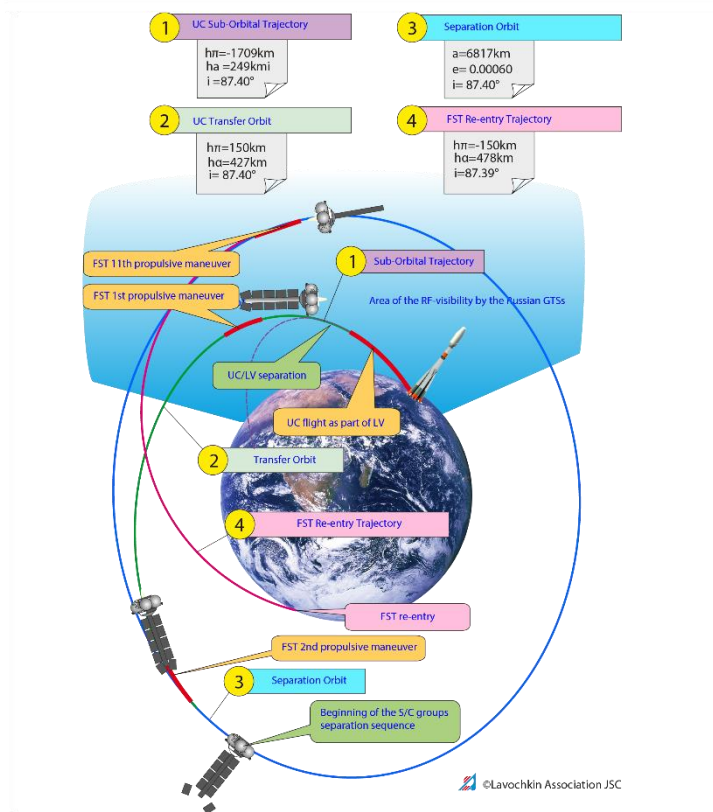 1
UC Sub-Orbital Trajectory
hπ=-1709km
ha =249kmi
i =87.40°
2
UC Transfer Orbit
hπ=150km
hα=427km
i= 87.40°
3
Separation Orbit
a=6817km
e= 0.00060
i= 87.40°
4
FST Re-entry Trajectory
hπ=-150km
hα=478km
i=87.39°
FST 11th propulsive maneuver
1
Sub-Orbital Trajectory
FST 1st propulsive maneuver
Area of the RF-visibility by the Russian GTSs
UC/LV separation
UC flight as part of LV
2
Transfer Orbit
4
FST Re-entry Trajectory
FST re-entry
FST 2nd propulsive maneuver
3
Separation Orbit
Beginning of the S/C groups
separation sequence
©Lavochkin Association JSC